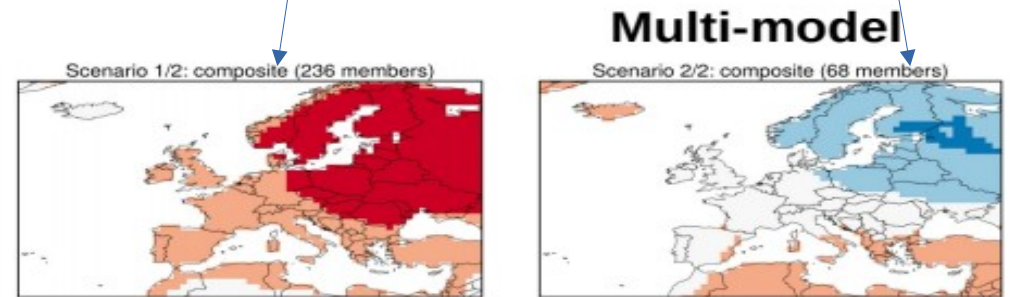 Multi-model
Scenario 1/2: composite (236 members)
Scenario 2/2: composite (68 members)